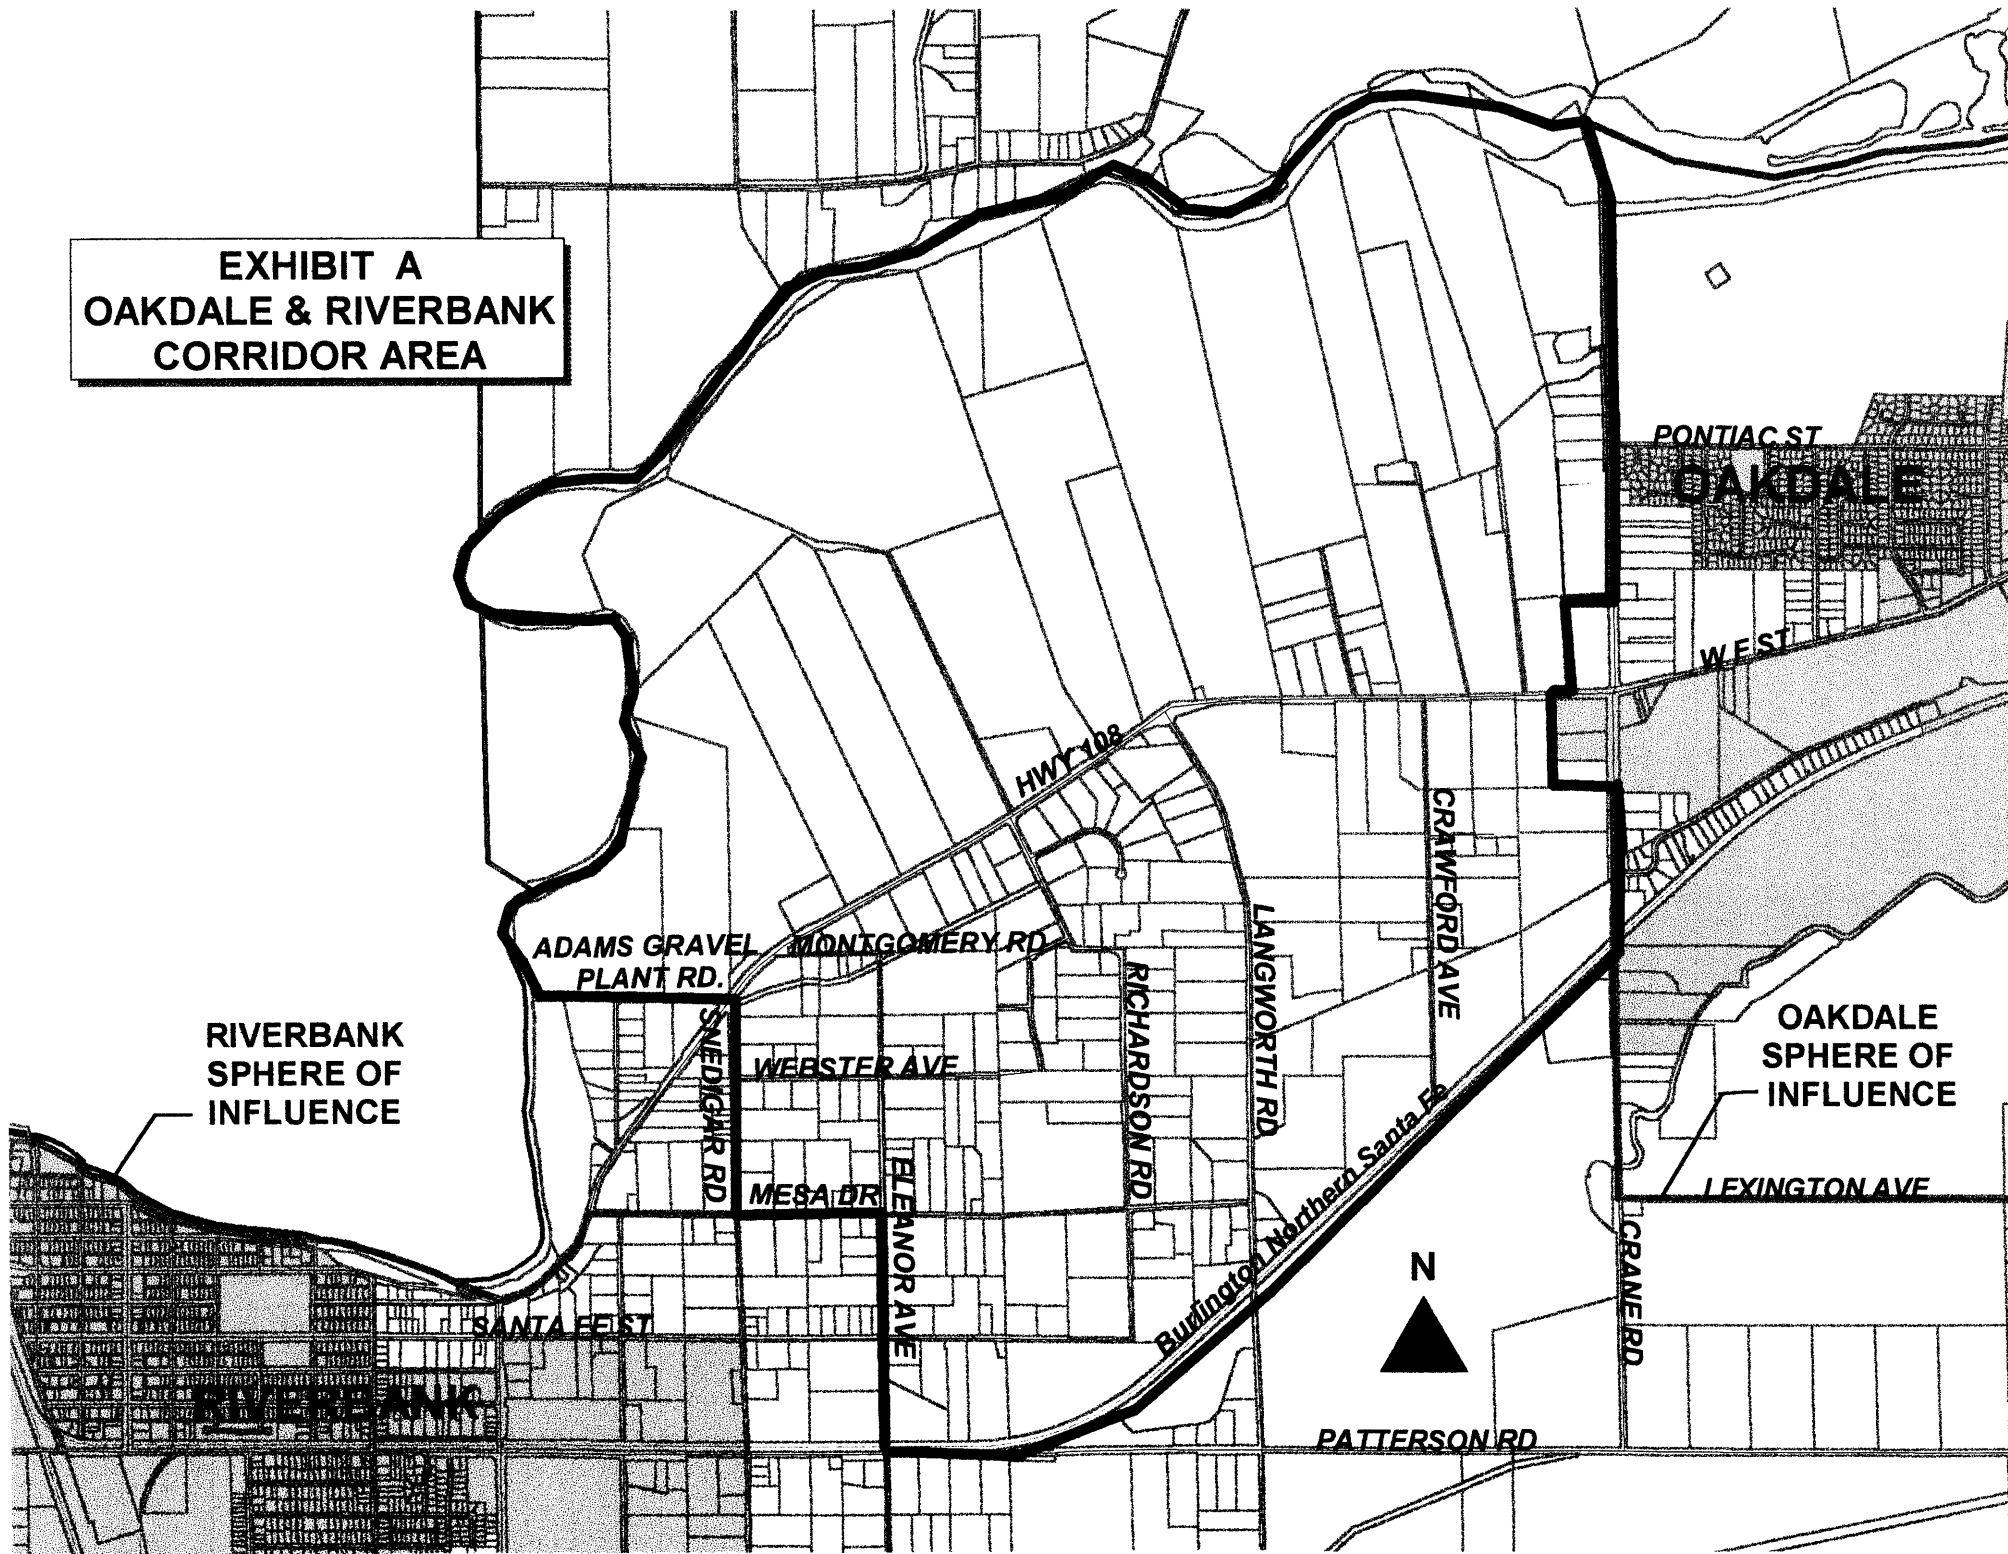 EXHIBIT A
OAKDALE & RIVERBANK
CORRIDOR AREA
PONTIAC ST
OAKDALE
W F ST
HWY 108
CRAWFORD AVE
LANGWORTH RD
ADAMS GRAVEL
PLANT RD.
MONTGOMERY RD
RICHARDSON RD
SNEDIGAR RD
WEBSTER AVE
RIVERBANK
SPHERE OF
INFLUENCE
OAKDALE
SPHERE OF
INFLUENCE
MESA DR
ELEANOR AVE
Burlington Northern Santa Fe
LEXINGTON AVE
CRANE RD
N
SANTA FE ST
RIVERBANK
PATTERSON RD